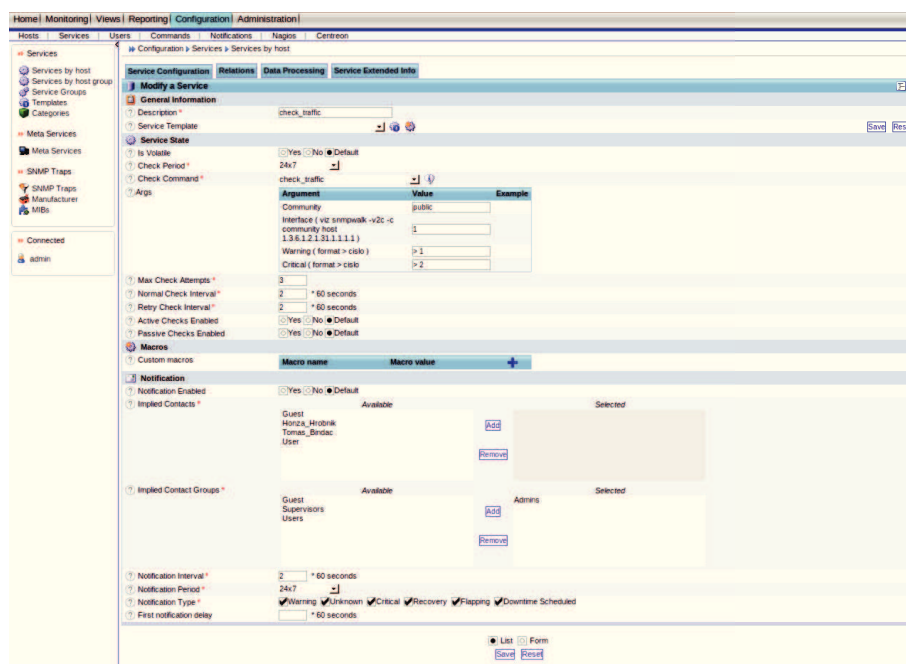 Home| Monitoring| Views| Reporting| Configuration| Administration|
Hosts | Services | Users | Commands | Notifications | Nagios | Centreon
Services
Services by host
Services by host group
Service Groups
Templates
Categories
Meta Services
Meta Services
SNMP Traps
SNMP Traps
Manufacturer
MIBs
Connected
admin
Configuration Services Services by host
Service Configuration Relations Data Processing Service Extended Info
Modify a Service
General Information
? Description * check_traffic
? Service Template
Save Res
Service State
? Is Volatile Yes No Default
? Check Period * 24x7
? Check Command * check_traffic
? Args Argument Value Example
Community public
Interface ( viz snmpwalk -v2c -c community host 1.3.6.1.2.1.31.1.1.1.1 ) 1
Warning ( format > cislo ) > 1
Critical ( format > cislo > 2
? Max Check Attempts * 3
? Normal Check Interval * 2 * 60 seconds
? Retry Check Interval * 2 * 60 seconds
? Active Checks Enabled Yes No Default
? Passive Checks Enabled Yes No Default
Macros
? Custom macros Macro name Macro value
Notification
? Notification Enabled Yes No Default
? Implied Contacts * Available Selected
Guest
Honza_Hrobnik
Tomas_Bindac
User
Add
Remove
? Implied Contact Groups * Available Selected
Guest
Supervisors
Users
Add
Remove
Admins
? Notification Interval * 2 * 60 seconds
? Notification Period * 24x7
? Notification Type * Warning Unknown Critical Recovery Flapping Downtime Scheduled
? First notification delay * 60 seconds
List Form
Save Reset